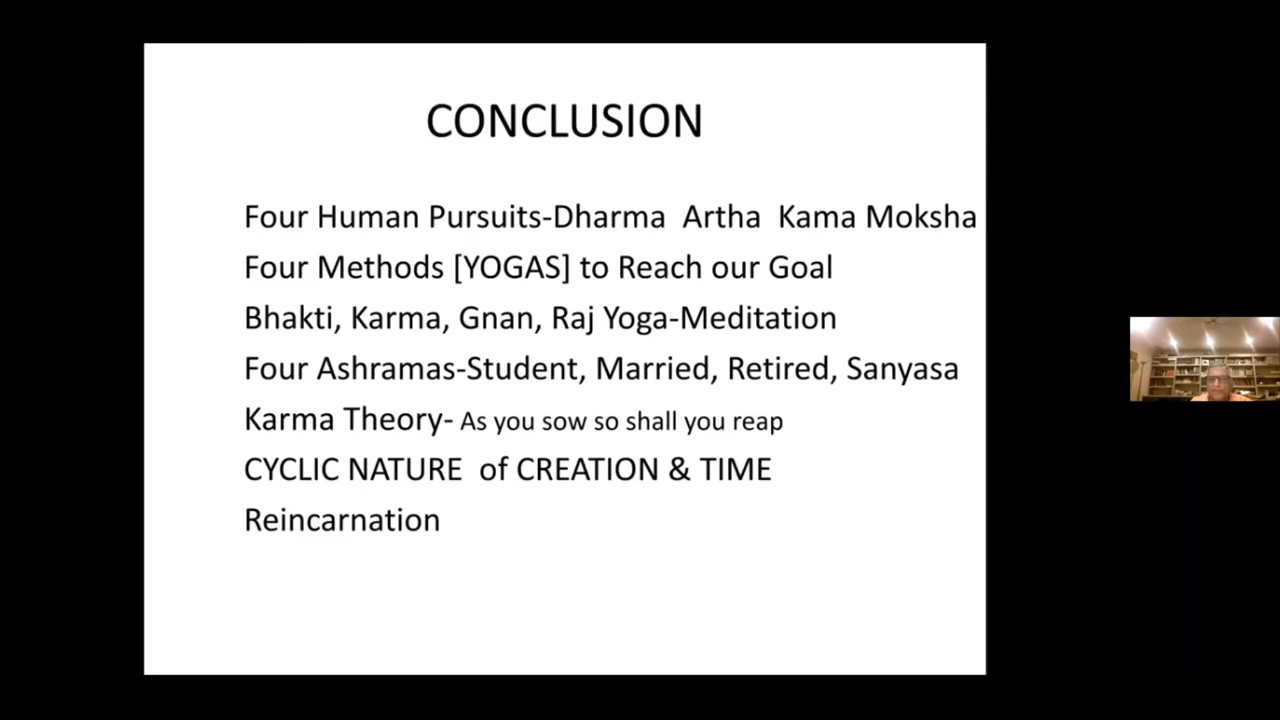 CONCLUSION
Four Human Pursuits-Dharma  Artha  Kama Moksha
Four Methods [YOGAS] to Reach our Goal
Bhakti, Karma, Gnan, Raj Yoga-Meditation
Four Ashramas-Student, Married, Retired, Sanyasa
Karma Theory- As you sow so shall you reap
CYCLIC NATURE  of CREATION & TIME
Reincarnation